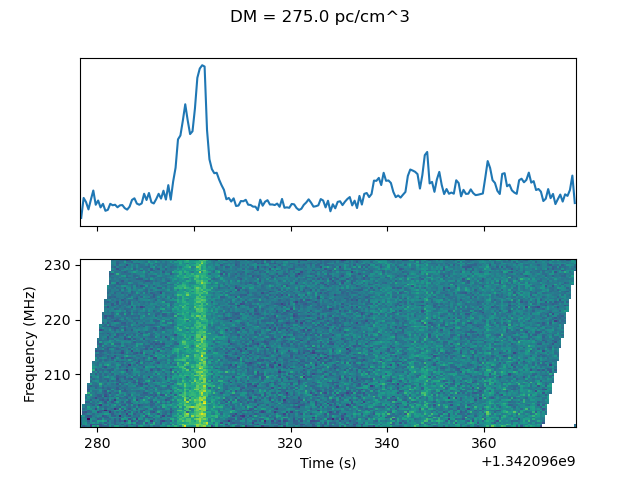 DM = 275.0 pc/cm^3
230
220
210
Frequency (MHz)
280 300 320 340 360
Time (s)
+1.342096e9